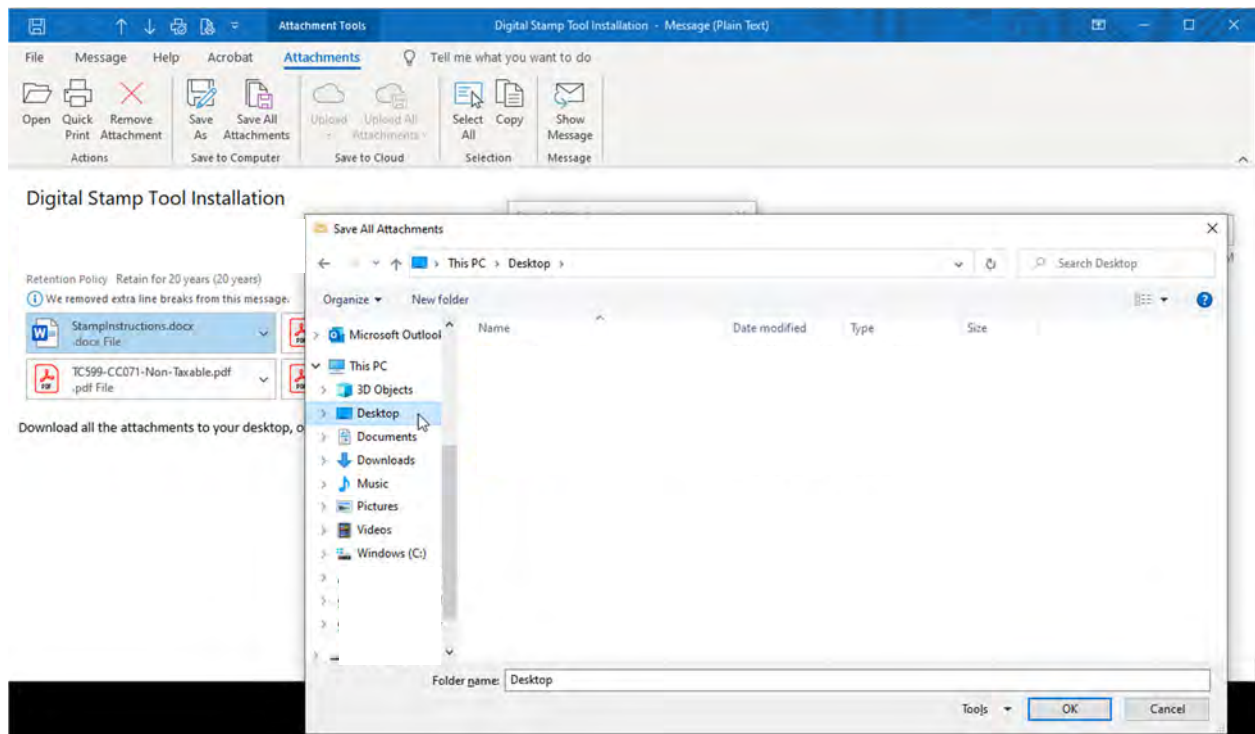 Attachment Tools
Digital Stamp Tool Installation - Message (Plain Text)
File Message Help Acrobat Attachments Tell me what you want to do
Open Quick Print Remove Attachment Save As Save All Attachments Upload Upload All Attachments Select All Copy Show Message
Actions Save to Computer Save to Cloud Selection Message
Digital Stamp Tool Installation
Save All Attachments
This PC > Desktop >
Search Desktop
Retention Policy Retain for 20 years (20 years)
We removed extra line breaks from this message.
Organize New folder
StampInstructions.docx
.docx File
TC599-CC071-Non-Taxable.pdf
.pdf File
Download all the attachments to your desktop, o
Name Date modified Type Size
Microsoft Outlook
This PC
3D Objects
Desktop
Documents
Downloads
Music
Pictures
Videos
Windows (C:)
Folder name: Desktop
Tools OK Cancel